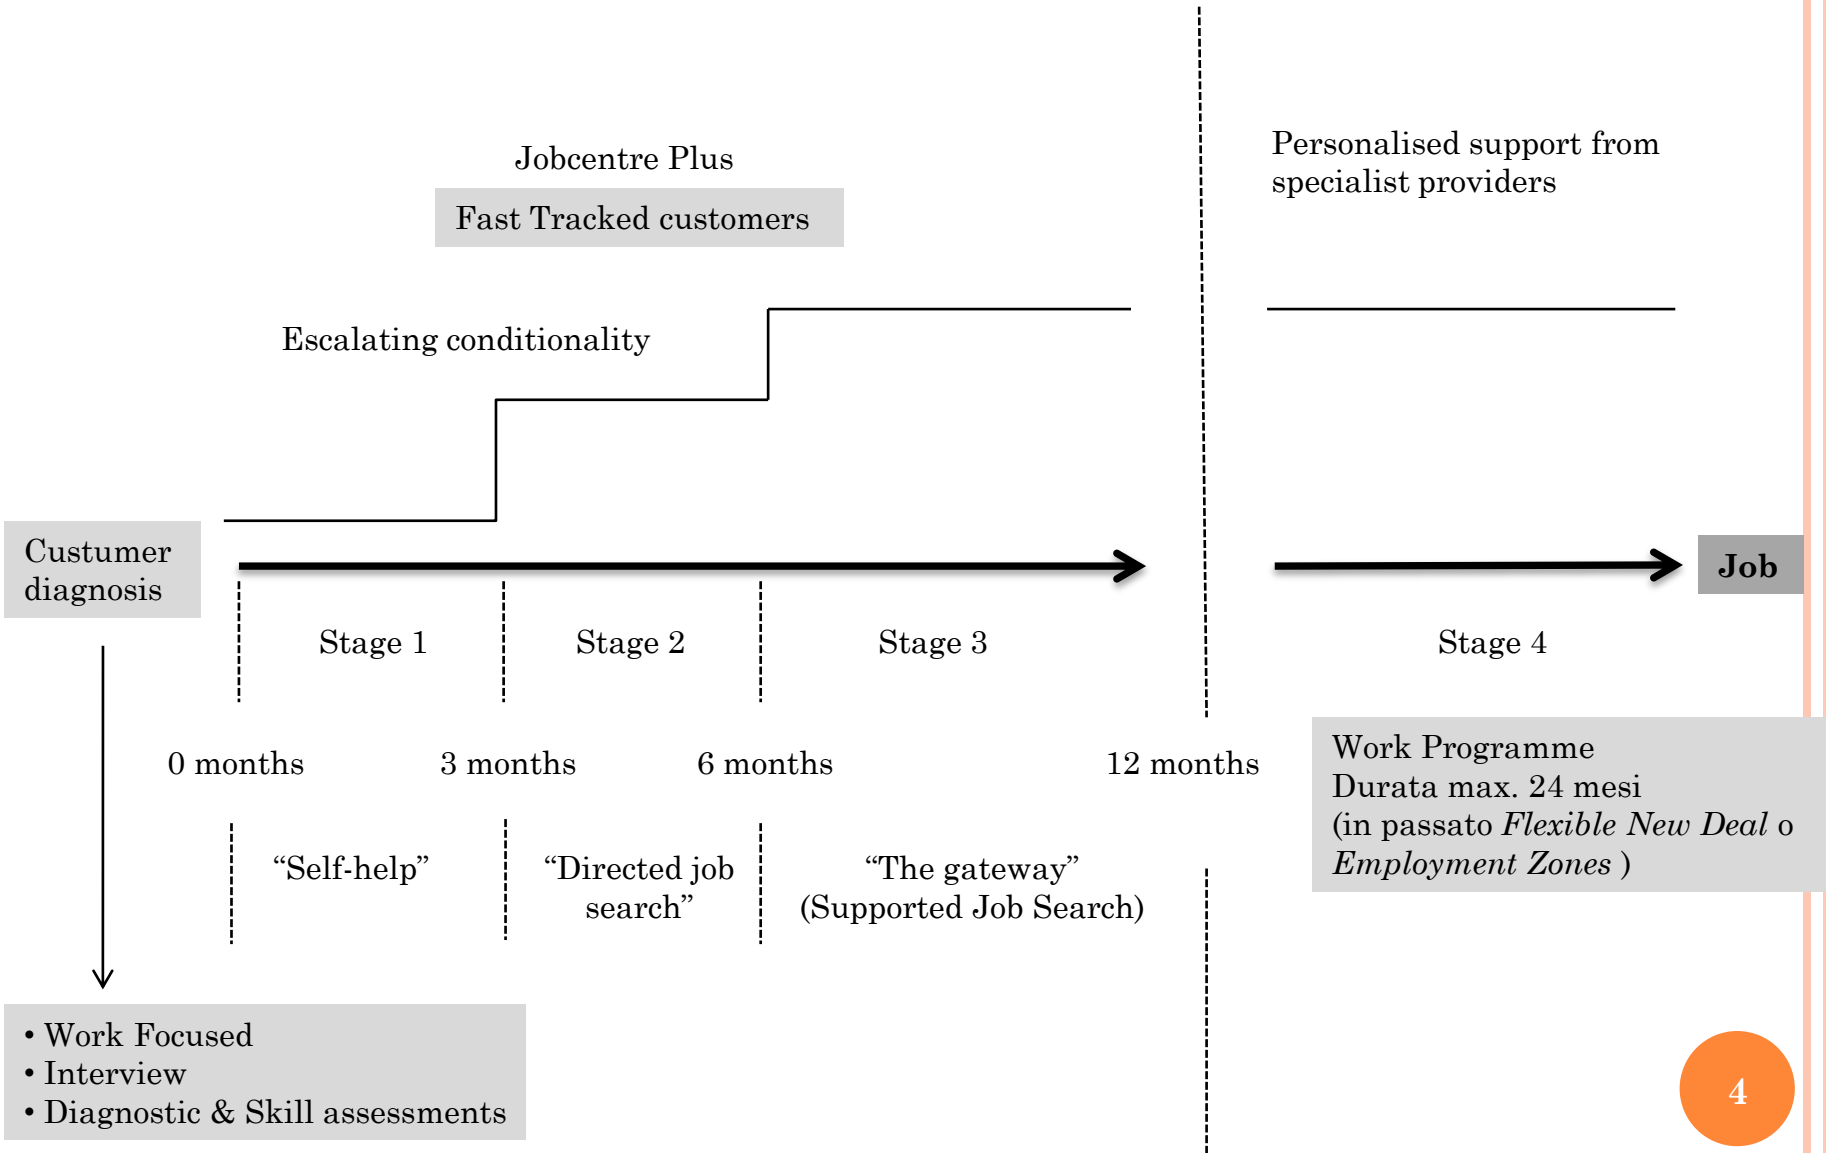 Jobcentre Plus
Fast Tracked customers
Personalised support from
specialist providers
Escalating conditionality
Custumer
diagnosis
Job
Stage 1
Stage 2
Stage 3
Stage 4
0 months
3 months
6 months
12 months
Work Programme
Durata max. 24 mesi
(in passato Flexible New Deal o
Employment Zones )
“Self-help”
“Directed job
search”
“The gateway”
(Supported Job Search)
• Work Focused
• Interview
• Diagnostic & Skill assessments
4